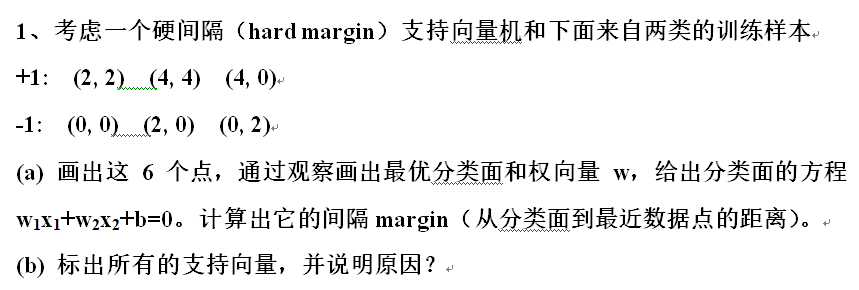 1、考虑一个硬间隔（hard margin）支持向量机和下面来自两类的训练样本
+1: (2, 2) (4, 4) (4, 0)
-1: (0, 0) (2, 0) (0, 2)
(a) 画出这 6 个点，通过观察画出最优分类面和权向量 w，给出分类面的方程
w₁x₁+w₂x₂+b=0。计算出它的间隔 margin（从分类面到最近数据点的距离）。
(b) 标出所有的支持向量，并说明原因？